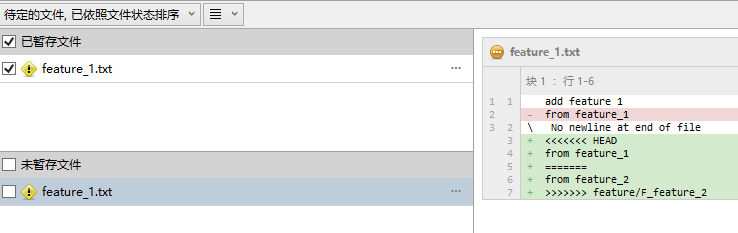 待定的文件, 已依照文件状态排序
已暂存文件
feature_1.txt
未暂存文件
feature_1.txt
feature_1.txt
块 1 ： 行 1-6
1 1 add feature 1
2 - from feature_1
3 2 \ No newline at end of file
3 + <<<<<<< HEAD
4 + from feature_1
5 + =======
6 + from feature_2
7 + >>>>>>> feature/F_feature_2